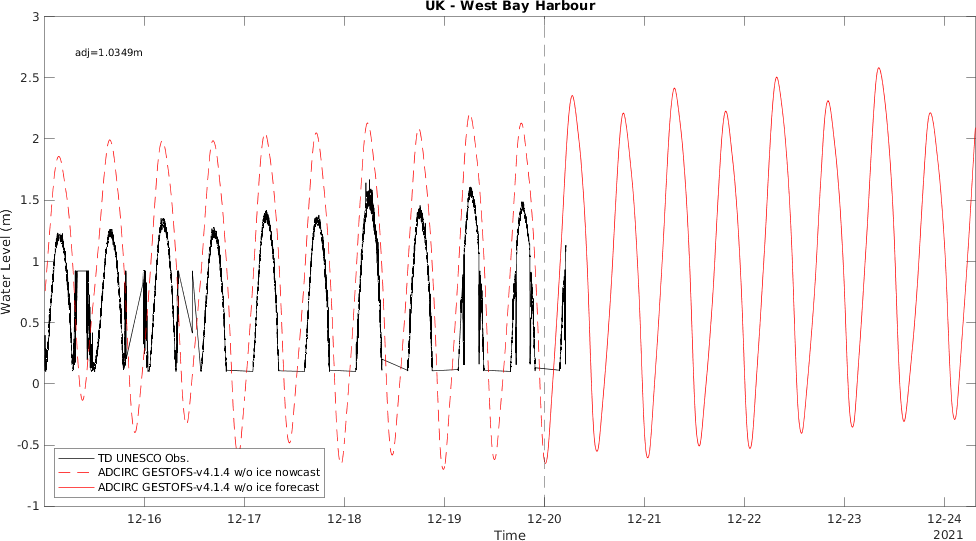 UK - West Bay Harbour
adj=1.0349m
Water Level (m)
3
2.5
2
1.5
1
0.5
0
-0.5
-1
TD UNESCO Obs.
ADCIRC GESTOFS-v4.1.4 w/o ice nowcast
ADCIRC GESTOFS-v4.1.4 w/o ice forecast
12-16 12-17 12-18 12-19 12-20 12-21 12-22 12-23 12-24
2021
Time